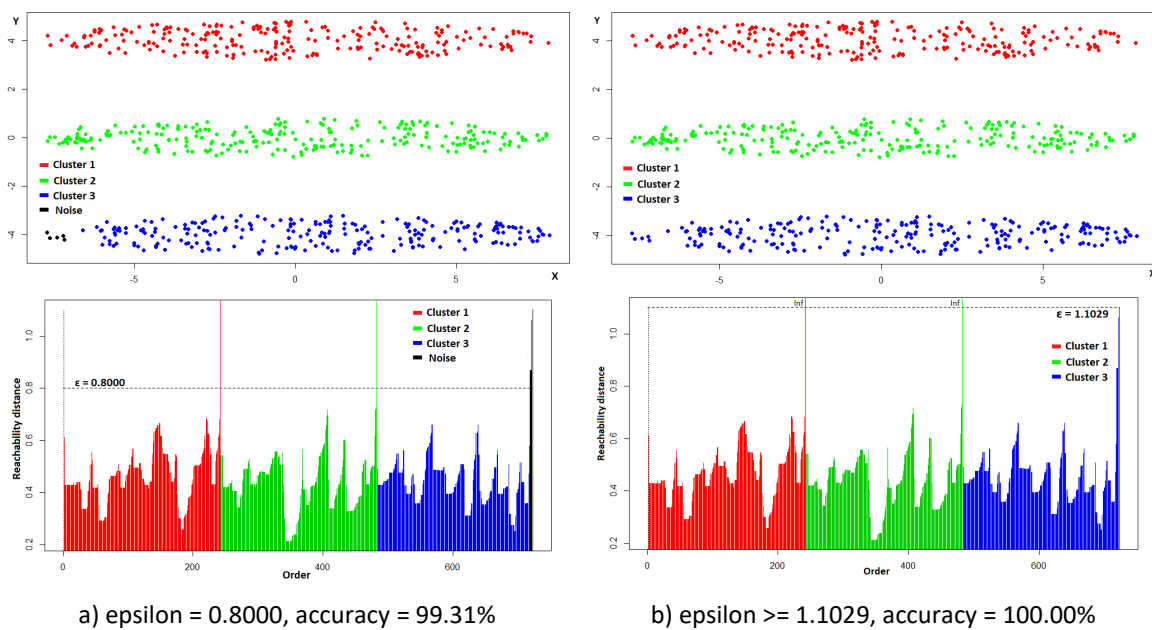 Y
4
2
0
-2
-4
Cluster 1
Cluster 2
Cluster 3
Noise
-5
0
5
X
Y
4
2
0
-2
-4
Cluster 1
Cluster 2
Cluster 3
-5
0
5
X
Reachability distance
1.0
0.8
0.6
0.4
0.2
ε = 0.8000
Cluster 1
Cluster 2
Cluster 3
Noise
0
200
400
600
Order
Reachability distance
1.0
0.8
0.6
0.4
0.2
Inf
Inf
ε = 1.1029
Cluster 1
Cluster 2
Cluster 3
0
200
400
600
Order
a) epsilon = 0.8000, accuracy = 99.31%
b) epsilon >= 1.1029, accuracy = 100.00%